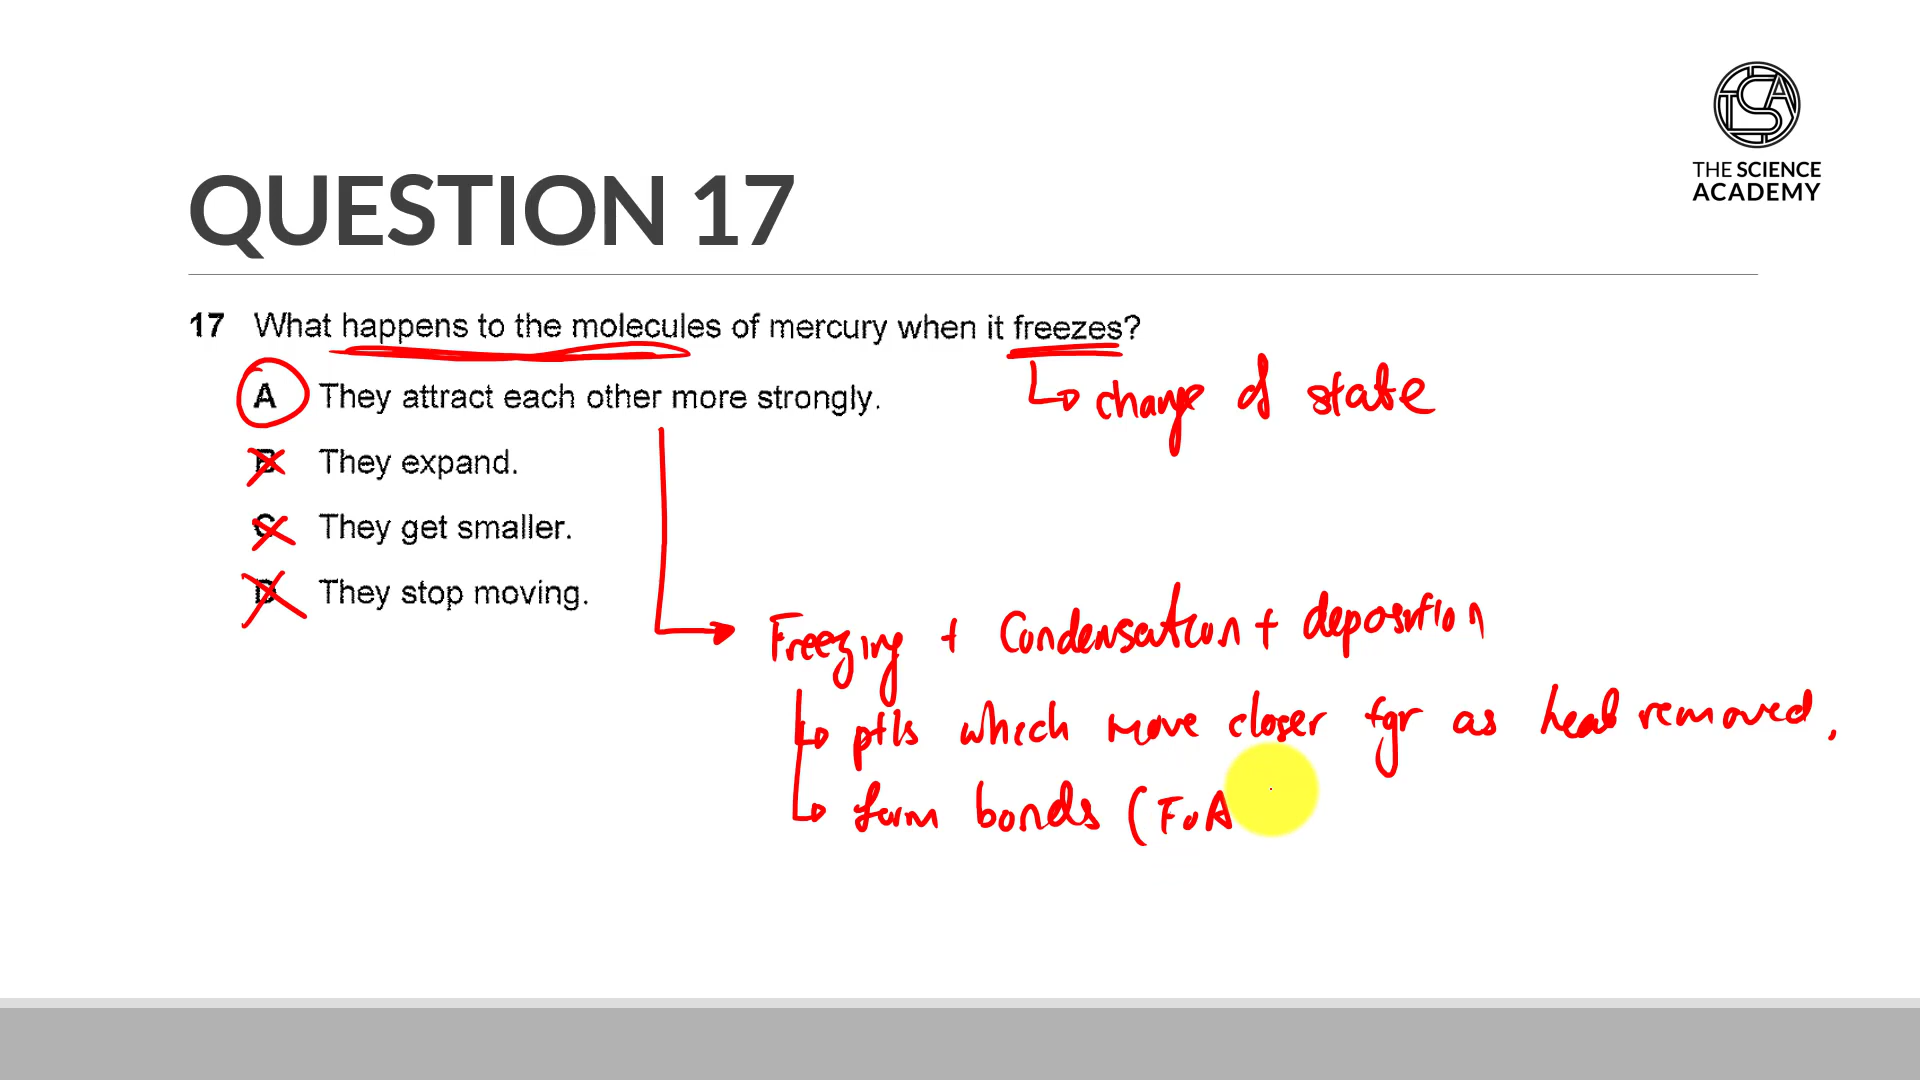 THE SCIENCE
ACADEMY
QUESTION 17
17 What happens to the molecules of mercury when it freezes?
A They attract each other more strongly.
change of state
B They expand.
C They get smaller.
D They stop moving.
Freezing + Condensation + deposition
ptls which move closer tgr as heat removed.
form bonds (FoA